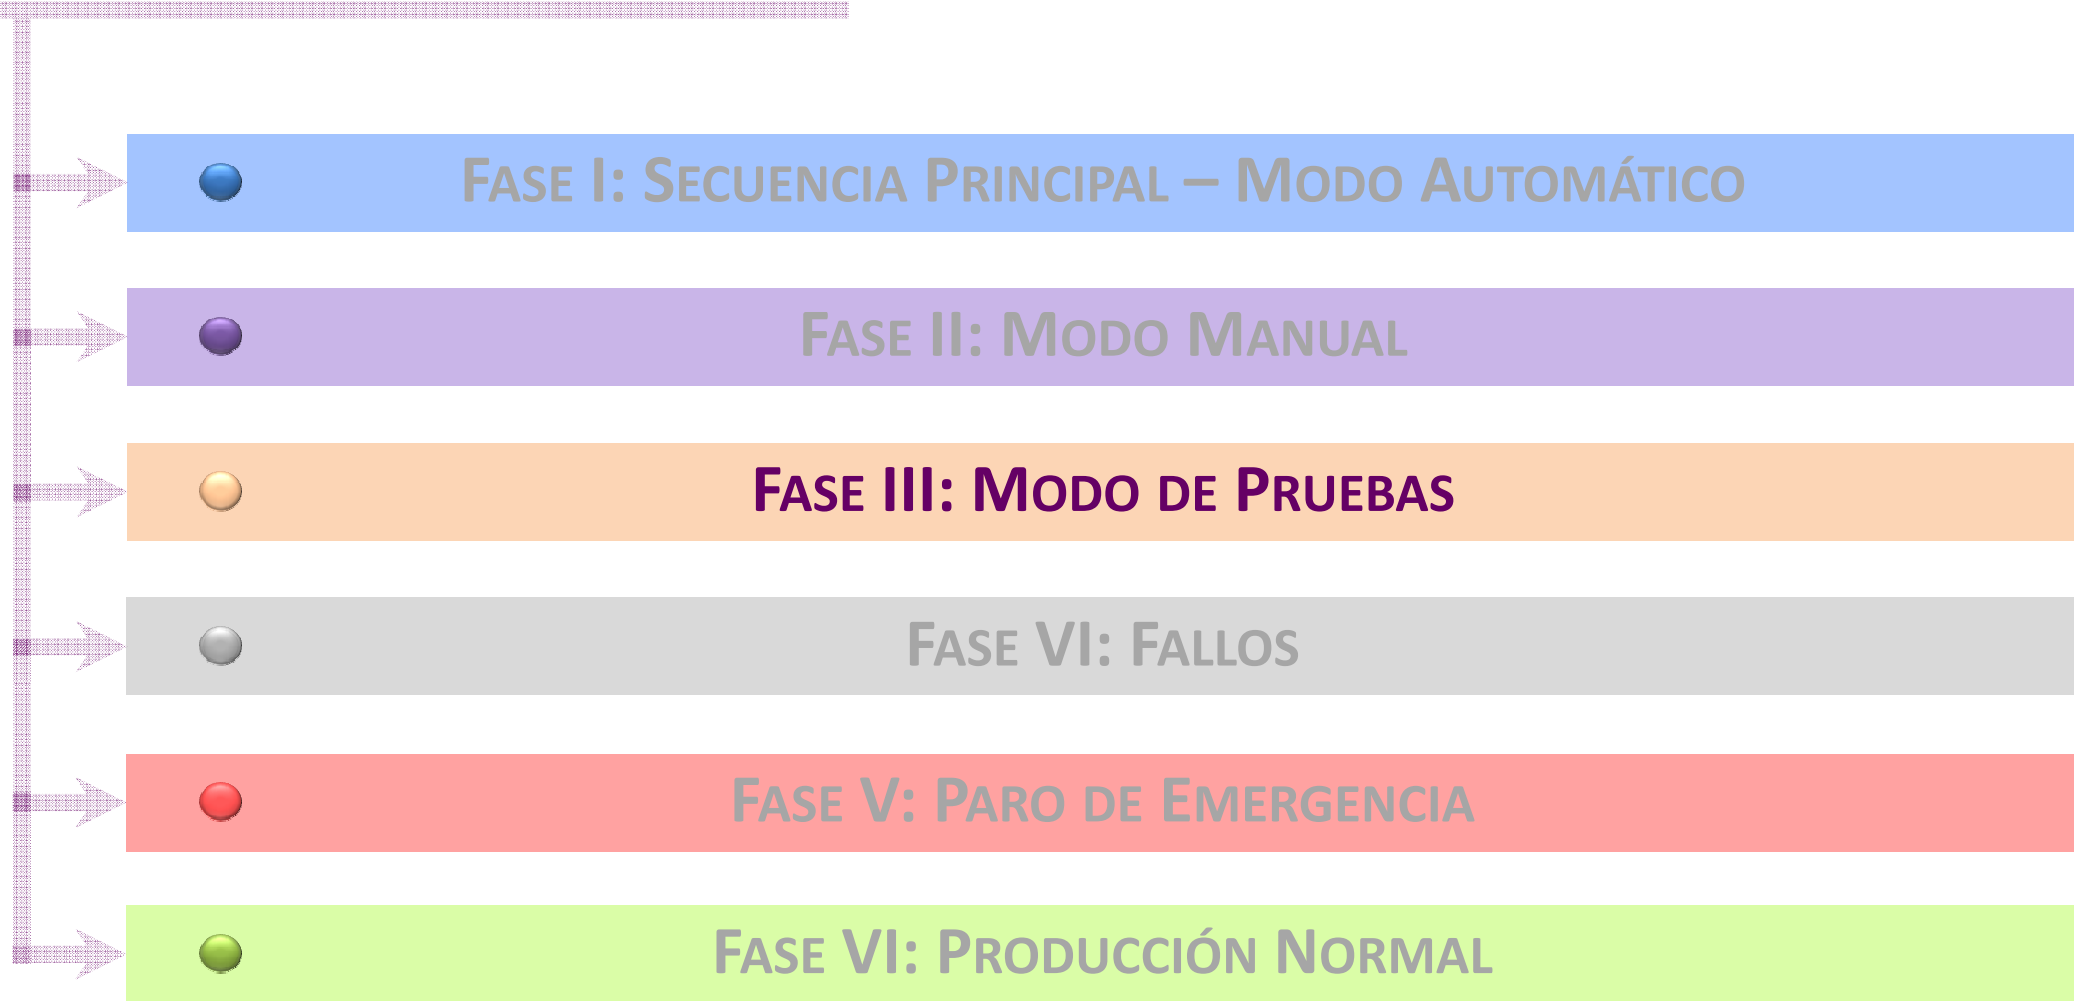 Fase I: Secuencia Principal – Modo Automático
Fase II: Modo Manual
Fase III: Modo de Pruebas
Fase VI: Fallos
Fase V: Paro de Emergencia
Fase VI: Producción Normal